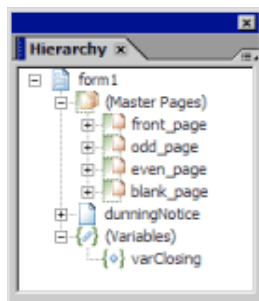 Hierarchy
form1
(Master Pages)
front_page
odd_page
even_page
blank_page
dunningNotice
(Variables)
varClosing